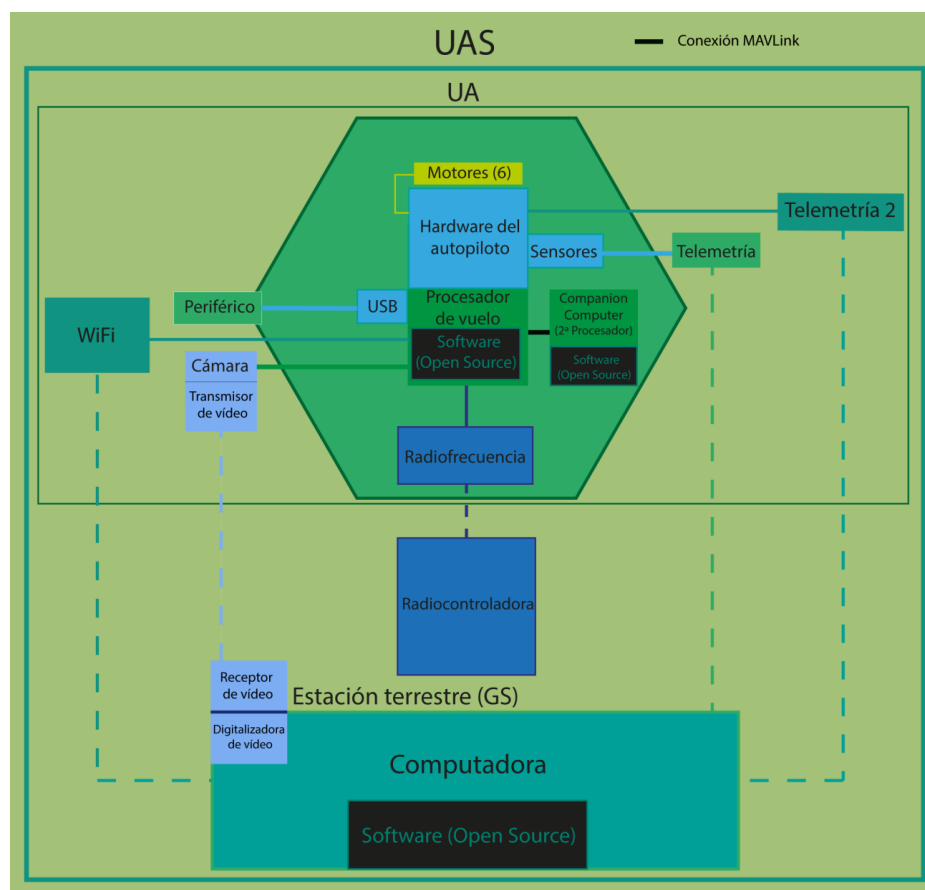 UAS
Conexión MAVLink
UA
Motores (6)
Hardware del
autopiloto
Telemetría 2
Sensores
Telemetría
Periférico
USB
Procesador
de vuelo
Companion
Computer
(2ª Procesador)
WiFi
Software
(Open Source)
Software
(Open Source)
Cámara
Transmisor
de vídeo
Radiofrecuencia
Radiocontroladora
Receptor
de vídeo
Estación terrestre (GS)
Digitalizadora
de vídeo
Computadora
Software (Open Source)